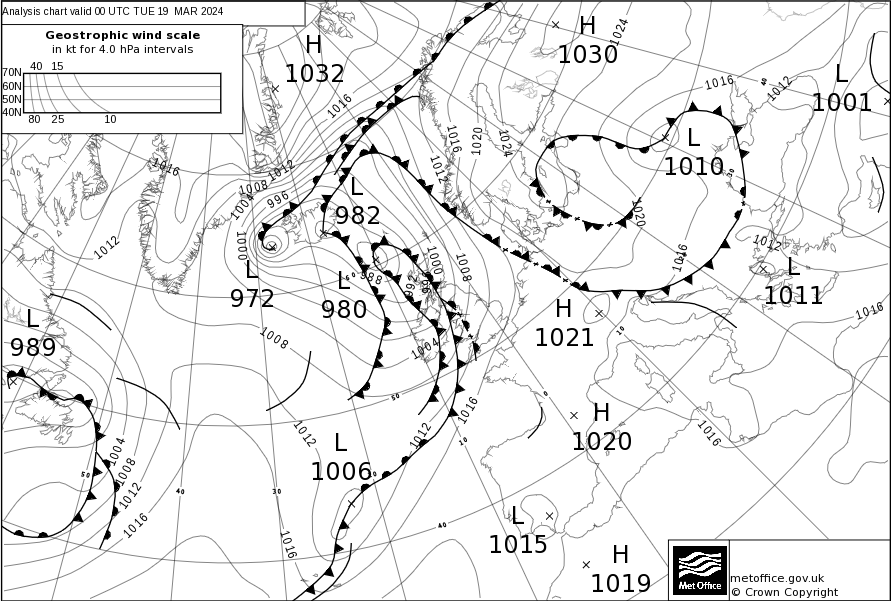 Analysis chart valid 00 UTC TUE 19 MAR 2024
Geostrophic wind scale
in kt for 4.0 hPa intervals
40 15
70N
60N
50N
40N
80 25 10
H
1032
H
1030
1024
L
1001
1016
1012
40
1016
1016
1020
1024
L
1010
1016
1012
1012
1008
996
1004
L
982
30
1020
1012
1000
1000
1008
1016
1012
L
972
L
980
50
988
992
996
L
1011
H
1021
10
1016
L
989
1008
1004
50
0
1016
H
1020
1016
1012
1012
10
L
1006
20
1004
1008
1012
1016
50
40
30
40
L
1015
1016
H
1019
Met Office
metoffice.gov.uk
© Crown Copyright